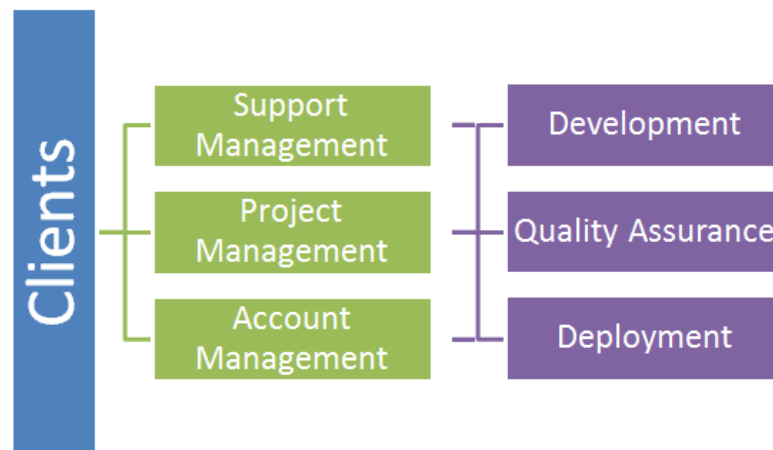 Clients
Support
Management
Project
Management
Account
Management
Development
Quality Assurance
Deployment